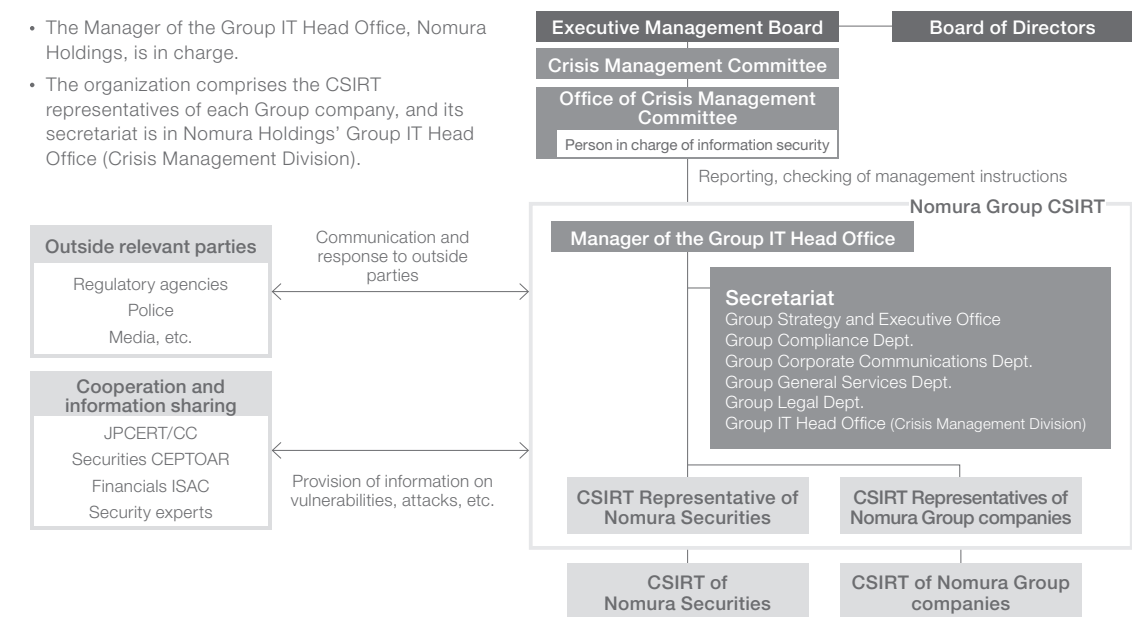 • The Manager of the Group IT Head Office, Nomura
Holdings, is in charge.
• The organization comprises the CSIRT
representatives of each Group company, and its
secretariat is in Nomura Holdings’ Group IT Head
Office (Crisis Management Division).
Executive Management Board
Board of Directors
Crisis Management Committee
Office of Crisis Management
Committee
Person in charge of information security
Reporting, checking of management instructions
Nomura Group CSIRT
Manager of the Group IT Head Office
Secretariat
Group Strategy and Executive Office
Group Compliance Dept.
Group Corporate Communications Dept.
Group General Services Dept.
Group Legal Dept.
Group IT Head Office (Crisis Management Division)
Outside relevant parties
Regulatory agencies
Police
Media, etc.
Communication and
response to outside
parties
Cooperation and
information sharing
JPCERT/CC
Securities CEPTOAR
Financials ISAC
Security experts
Provision of information on
vulnerabilities, attacks, etc.
CSIRT Representative of
Nomura Securities
CSIRT Representatives of
Nomura Group companies
CSIRT of
Nomura Securities
CSIRT of Nomura Group
companies